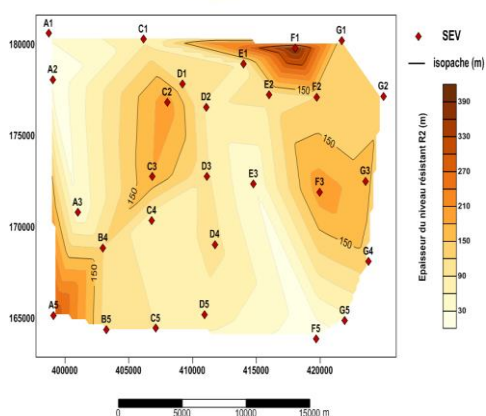 A1
C1
F1
G1
E1
A2
D1
C2
D2
E2
F2
G2
C3
D3
E3
F3
G3
A3
C4
B4
D4
G4
A5
B5
C5
D5
F5
G5
150
150
150
150
150
180000
175000
170000
165000
400000
405000
410000
415000
420000
SEV
isopache (m)
Epaisseur du niveau résistant R2 (m)
390
330
270
210
150
90
30
0
5000
10000
15000 m